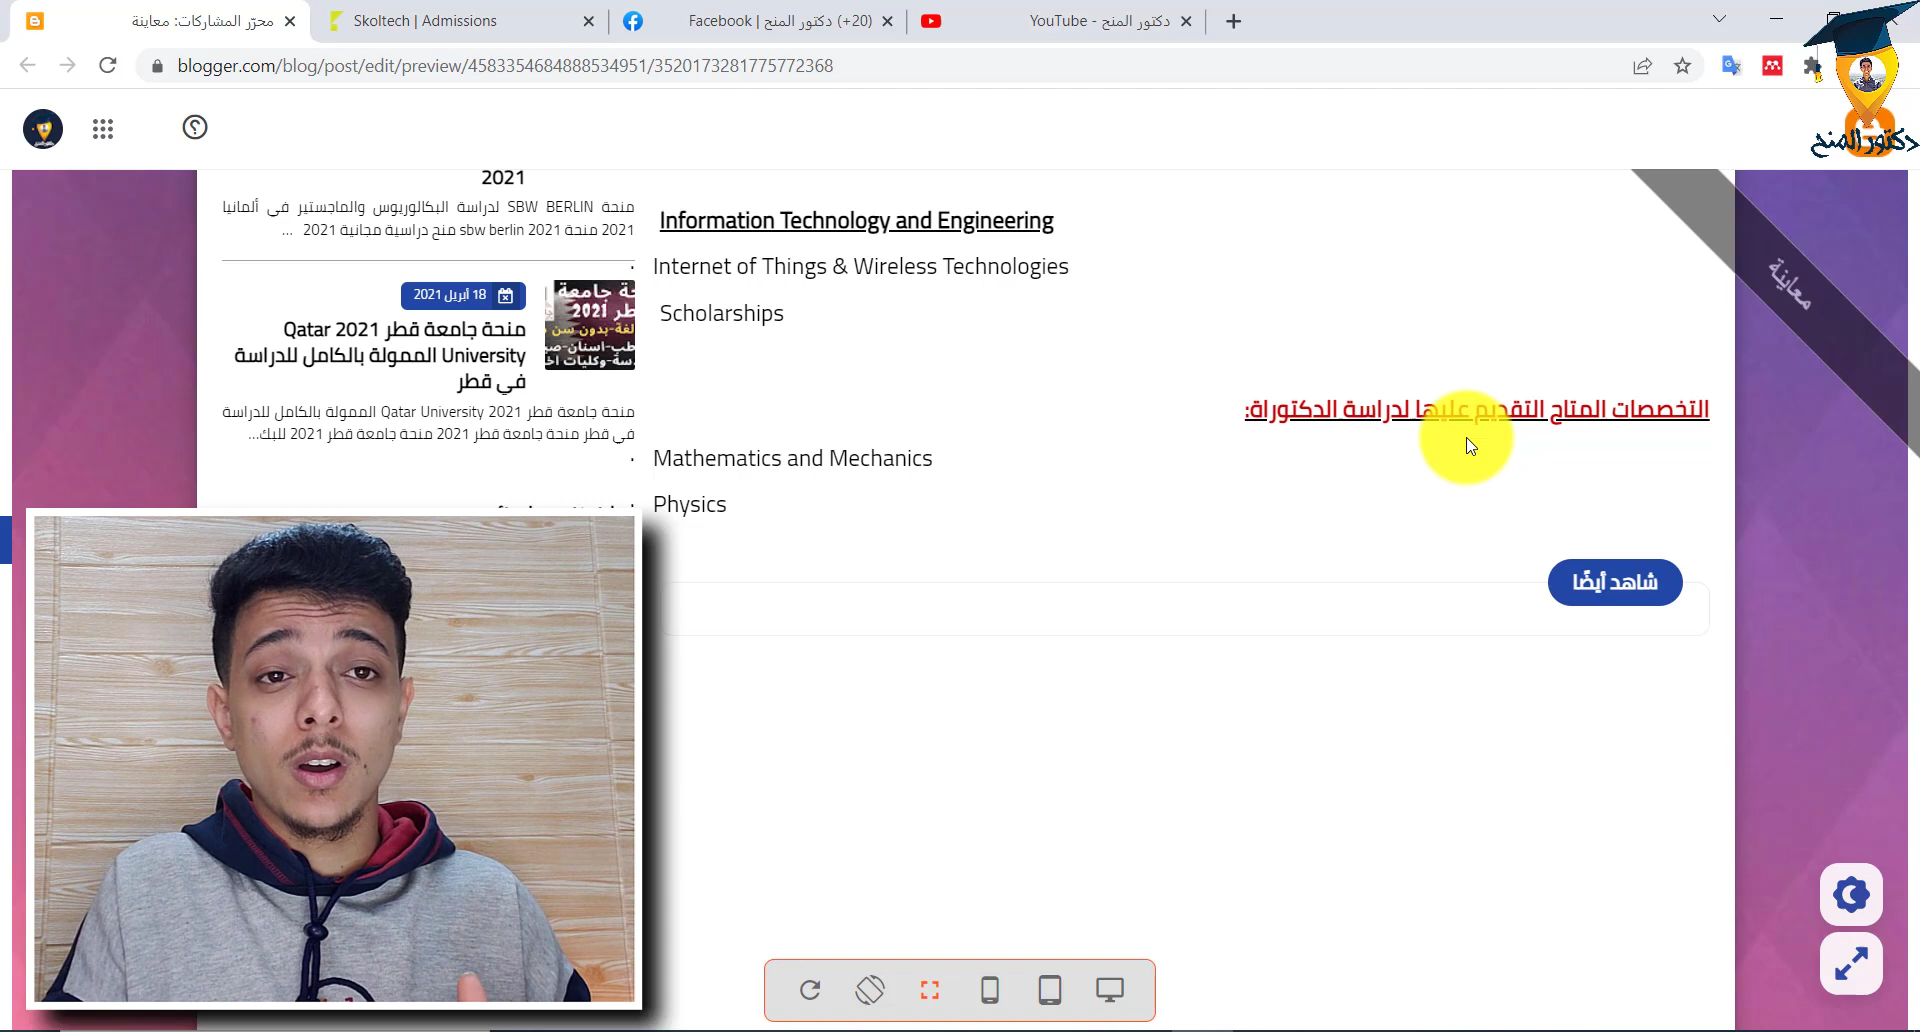 محرّر المشاركات: معاينة
Skoltech | Admissions
Facebook | دكتور المنح (20+)
YouTube - دكتور المنح
blogger.com/blog/post/edit/preview/4583354684888534951/3520173281775772368
دكتور المنح
معاينة
2021
منحة SBW BERLIN لدراسة البكالوريوس والماجستير في ألمانيا
2021 منحة sbw berlin 2021 منح دراسية مجانية 2021 ...
18 أبريل 2021
منحة جامعة قطر 2021 Qatar
University الممولة بالكامل للدراسة
في قطر
منحة جامعة قطر 2021 Qatar University الممولة بالكامل للدراسة
في قطر منحة جامعة قطر 2021 منحة جامعة قطر 2021 للبك...
Information Technology and Engineering
· Internet of Things & Wireless Technologies
Scholarships
التخصصات المتاح التقديم عليها لدراسة الدكتوراة:
· Mathematics and Mechanics
Physics
شاهد أيضًا